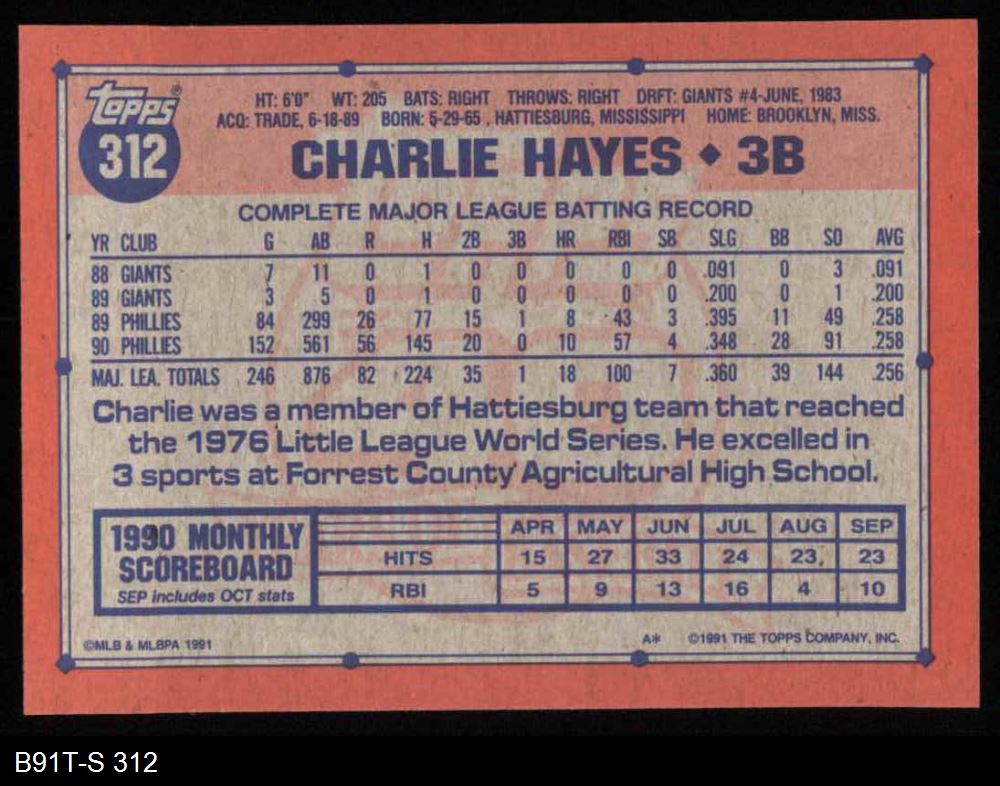 Topps®
312
HT: 6'0" WT: 205 BATS: RIGHT THROWS: RIGHT DRFT: GIANTS #4-JUNE, 1983
ACQ: TRADE, 6-18-89 BORN: 5-29-65, HATTIESBURG, MISSISSIPPI HOME: BROOKLYN, MISS.
CHARLIE HAYES ◆ 3B
COMPLETE MAJOR LEAGUE BATTING RECORD
YR CLUB G AB R H 2B 3B HR RBI SB SLG BB SO AVG
88 GIANTS 7 11 0 1 0 0 0 0 0 .091 0 3 .091
89 GIANTS 3 5 0 1 0 0 0 0 0 .200 0 1 .200
89 PHILLIES 84 299 26 77 15 1 8 43 3 .395 11 49 .258
90 PHILLIES 152 561 56 145 20 0 10 57 4 .348 28 91 .258
MAJ. LEA. TOTALS 246 876 82 224 35 1 18 100 7 .360 39 144 .256
Charlie was a member of Hattiesburg team that reached
the 1976 Little League World Series. He excelled in
3 sports at Forrest County Agricultural High School.
1990 MONTHLY
SCOREBOARD
SEP includes OCT stats
APR MAY JUN JUL AUG SEP
HITS 15 27 33 24 23 23
RBI 5 9 13 16 4 10
©MLB & MLBPA 1991
A* ©1991 THE TOPPS COMPANY, INC.
B91T-S 312